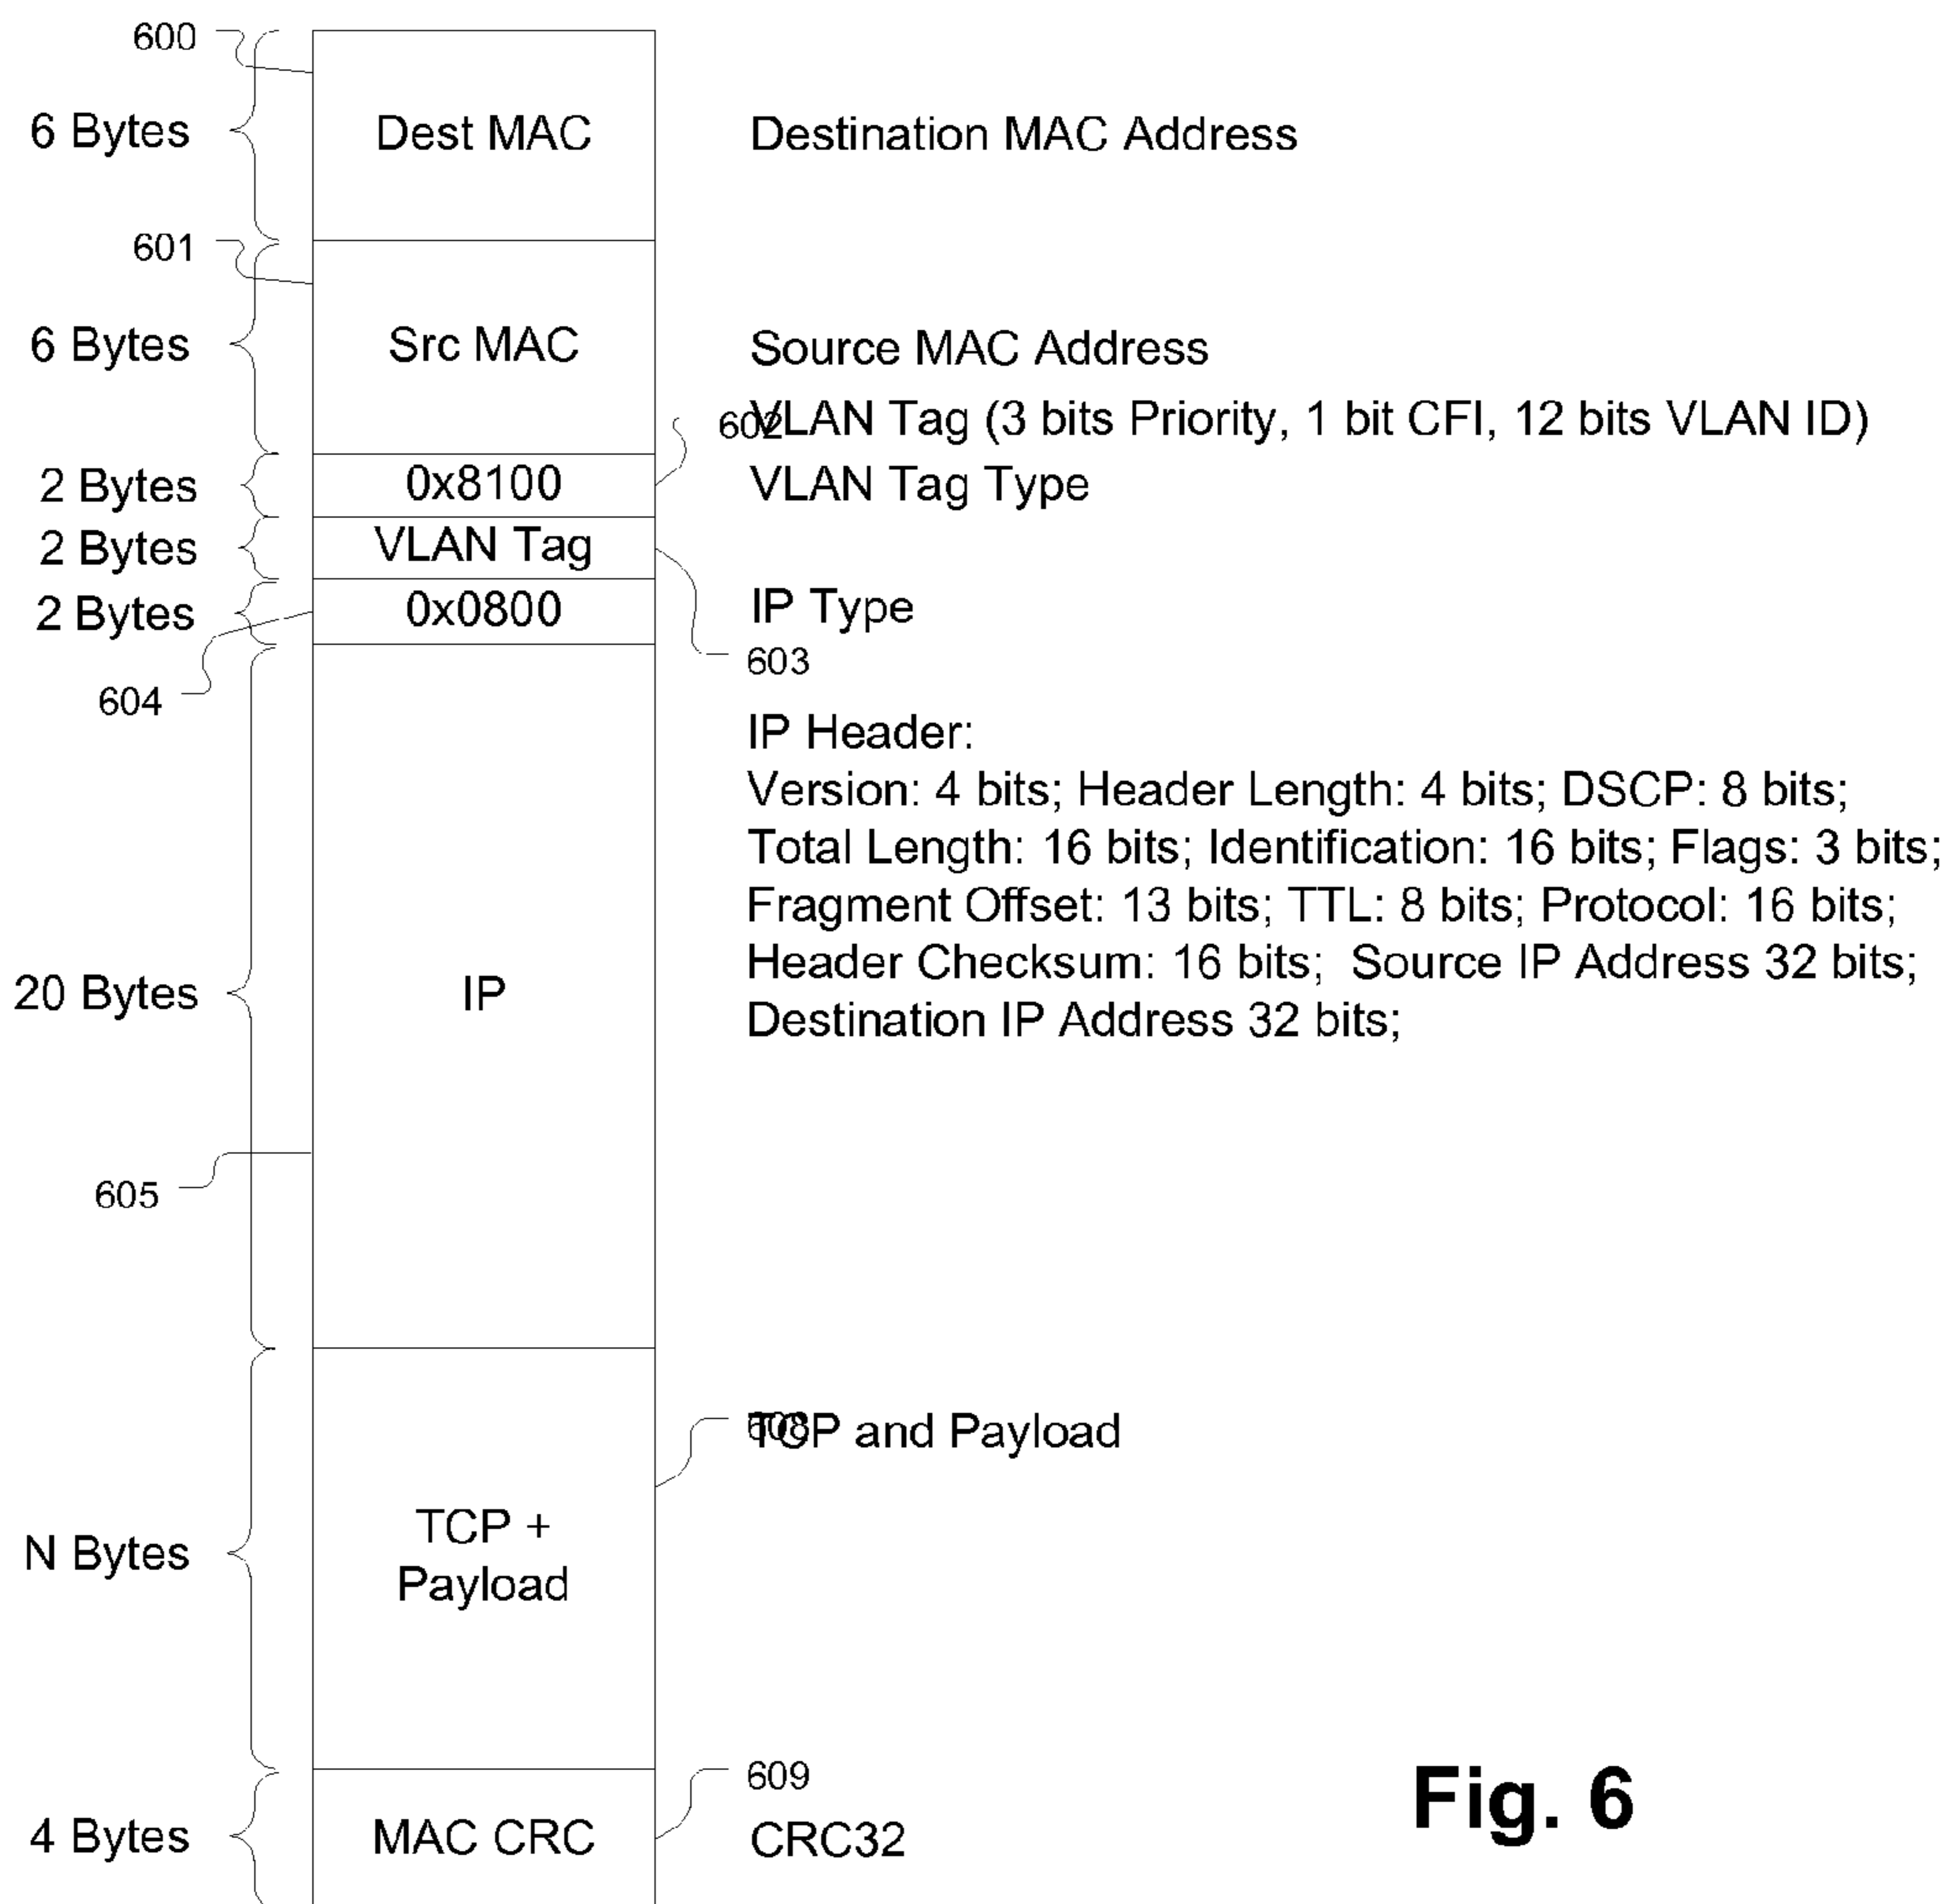 600
6 Bytes
Dest MAC
Destination MAC Address
601
6 Bytes
Src MAC
Source MAC Address
602
VLAN Tag (3 bits Priority, 1 bit CFI, 12 bits VLAN ID)
2 Bytes
0x8100
VLAN Tag Type
2 Bytes
VLAN Tag
2 Bytes
0x0800
IP Type
603
604
IP Header:
Version: 4 bits; Header Length: 4 bits; DSCP: 8 bits;
Total Length: 16 bits; Identification: 16 bits; Flags: 3 bits;
Fragment Offset: 13 bits; TTL: 8 bits; Protocol: 16 bits;
Header Checksum: 16 bits; Source IP Address 32 bits;
Destination IP Address 32 bits;
20 Bytes
IP
605
608
TCP and Payload
N Bytes
TCP +
Payload
609
4 Bytes
MAC CRC
CRC32
Fig. 6